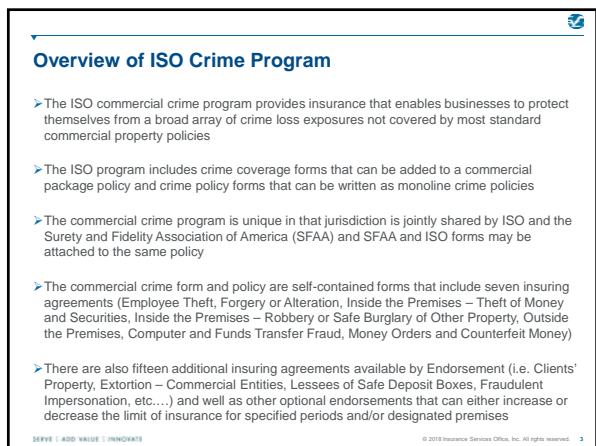 Overview of ISO Crime Program
➢The ISO commercial crime program provides insurance that enables businesses to protect
themselves from a broad array of crime loss exposures not covered by most standard
commercial property policies
➢The ISO program includes crime coverage forms that can be added to a commercial
package policy and crime policy forms that can be written as monoline crime policies
➢The commercial crime program is unique in that jurisdiction is jointly shared by ISO and the
Surety and Fidelity Association of America (SFAA) and SFAA and ISO forms may be
attached to the same policy
➢The commercial crime form and policy are self-contained forms that include seven insuring
agreements (Employee Theft, Forgery or Alteration, Inside the Premises – Theft of Money
and Securities, Inside the Premises – Robbery or Safe Burglary of Other Property, Outside
the Premises, Computer and Funds Transfer Fraud, Money Orders and Counterfeit Money)
➢There are also fifteen additional insuring agreements available by Endorsement (i.e. Clients'
Property, Extortion – Commercial Entities, Lessees of Safe Deposit Boxes, Fraudulent
Impersonation, etc.…) and well as other optional endorsements that can either increase or
decrease the limit of insurance for specified periods and/or designated premises
SERVE | ADD VALUE | INNOVATE
© 2018 Insurance Services Office, Inc. All rights reserved. 3